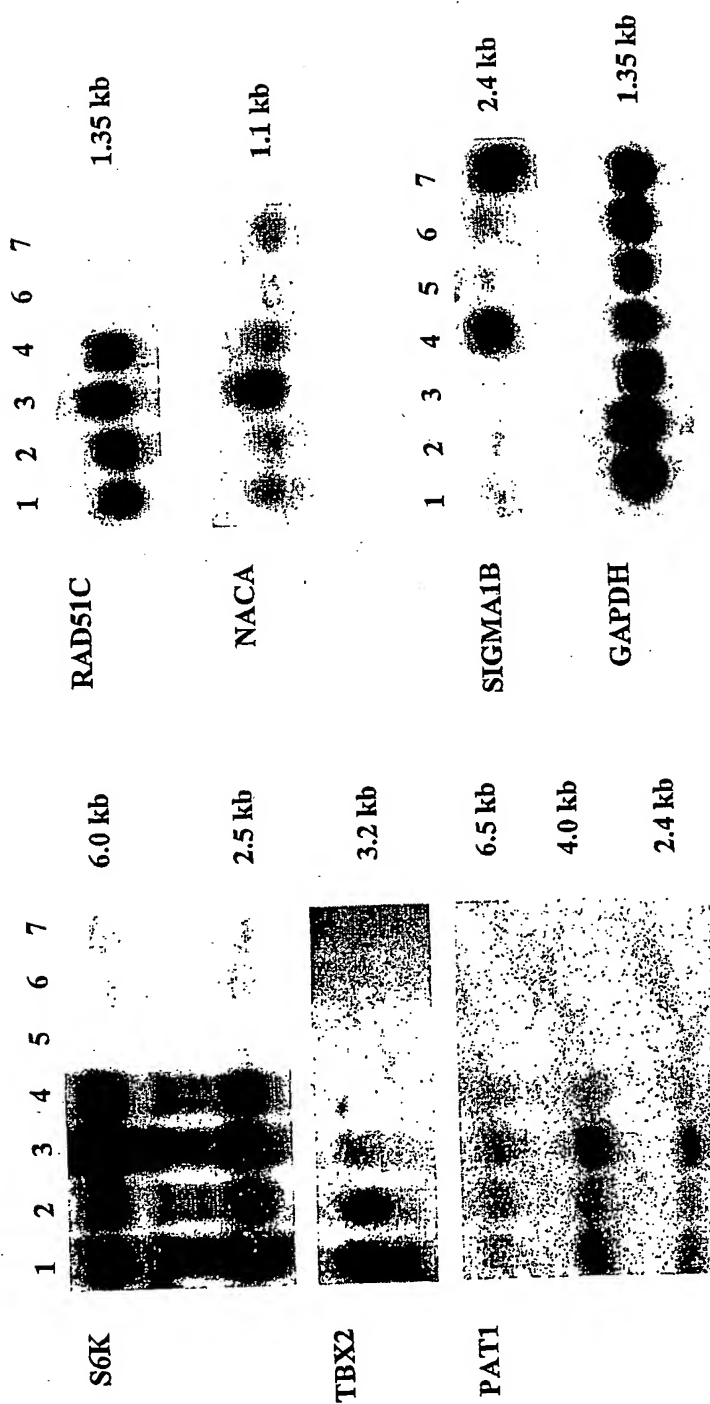 1 2 3 4 5 6 7
S6K
6.0 kb
2.5 kb
TBX2
3.2 kb
PAT1
6.5 kb
4.0 kb
2.4 kb
1 2 3 4 6 7
RAD51C
1.35 kb
NACA
1.1 kb
1 2 3 4 5 6 7
SIGMA1B
2.4 kb
GAPDH
1.35 kb